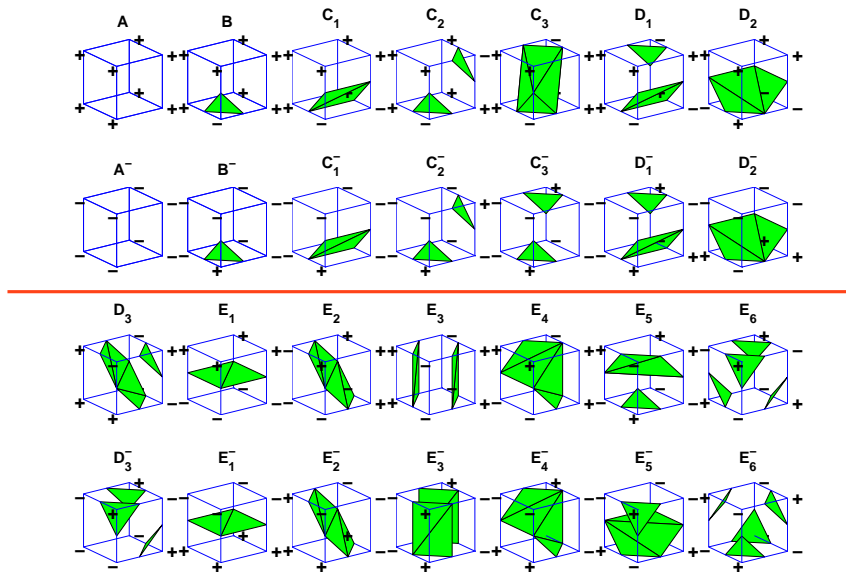 A B C1 C2 C3 D1 D2
A− B− C1− C2− C3− D1− D2−
D3 E1 E2 E3 E4 E5 E6
D3− E1− E2− E3− E4− E5− E6−